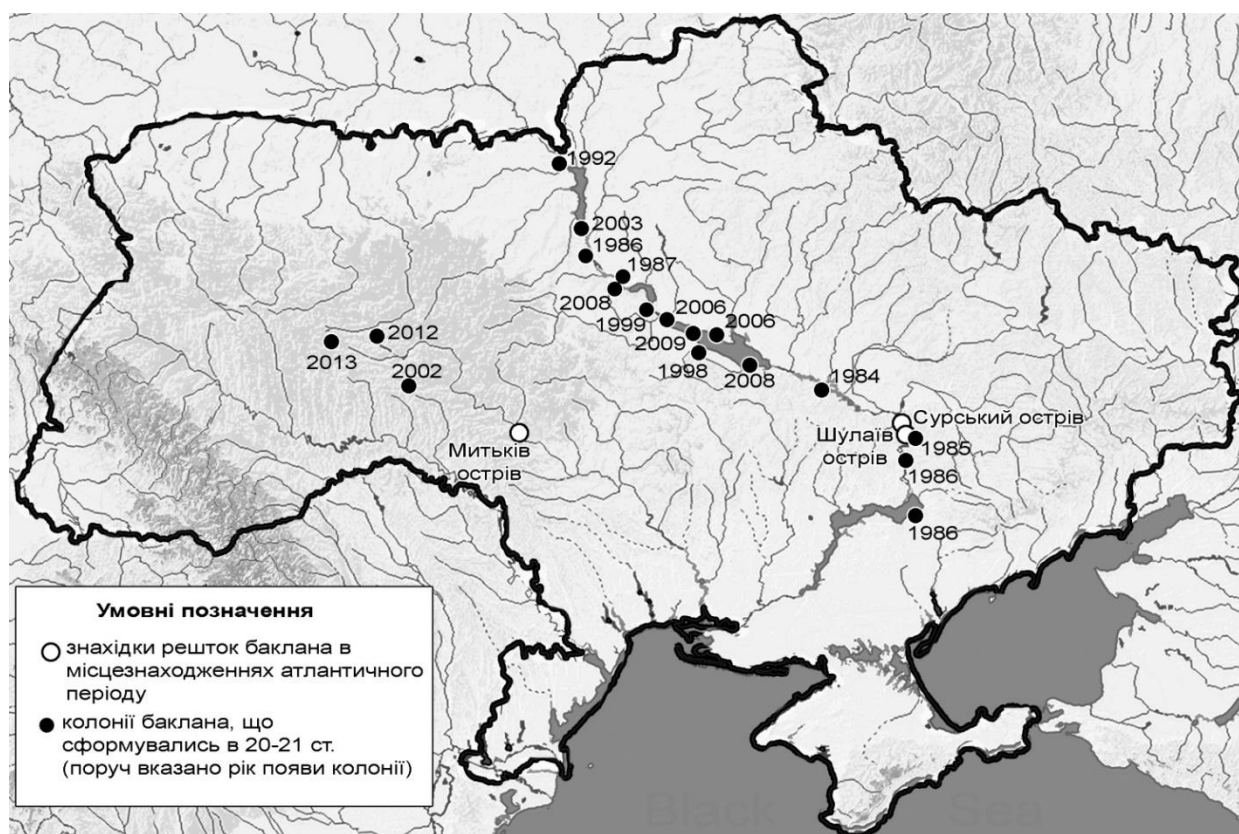 1992
2003
1986
1987
2008
1999
2006
2006
2009
1998
2008
2012
2013
2002
1984
Митьків
острів
Сурський острів
Шулаїв
острів
1985
1986
1986
Умовні позначення
знахідки решток баклана в
місцезнаходженнях атлантичного
періоду
колонії баклана, що
сформувались в 20-21 ст.
(поруч вказано рік появи колонії)
Black Sea